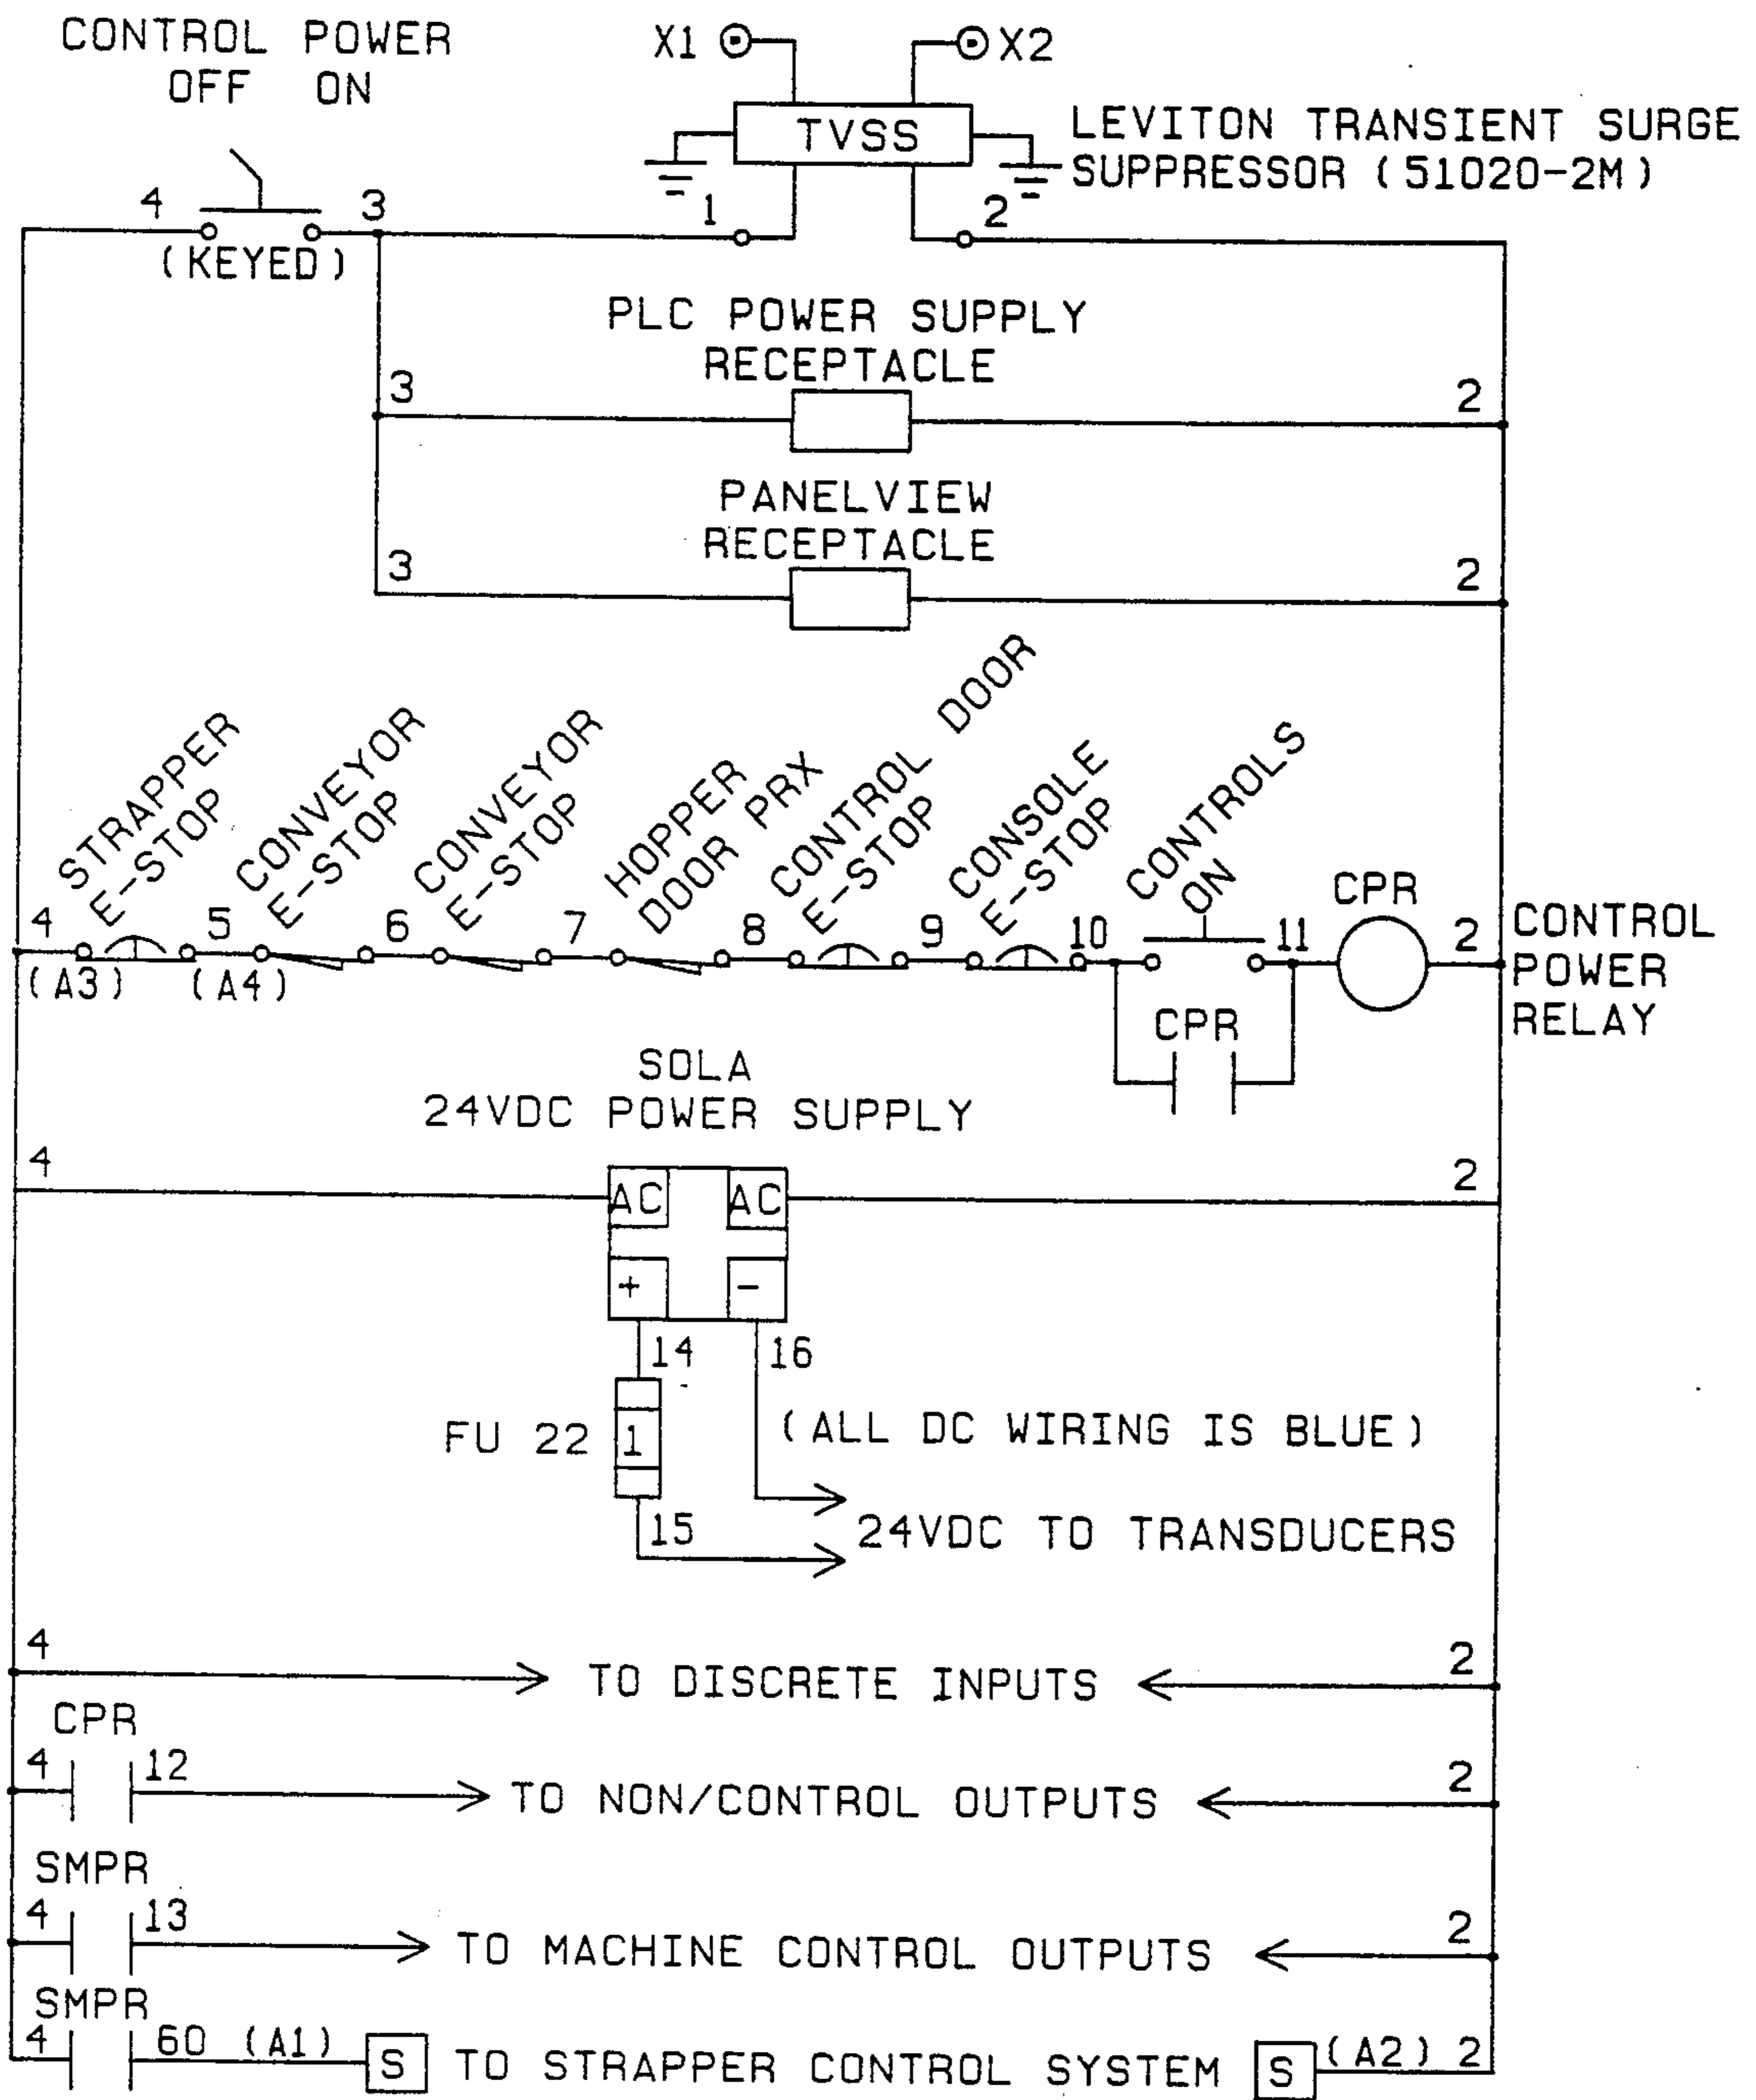 CONTROL POWER
OFF ON
X1
X2
TVSS
LEVITON TRANSIENT SURGE
SUPPRESSOR (51020-2M)
4
3
1
2
(KEYED)
PLC POWER SUPPLY
RECEPTACLE
3
2
PANELVIEW
RECEPTACLE
3
2
STRAPPER
E-STOP
CONVEYOR
E-STOP
CONVEYOR
E-STOP
HOPPER
DOOR PRX
CONTROL DOOR
E-STOP
CONSOLE
E-STOP
CONTROLS
ON
CPR
4
5
6
7
8
9
10
11
2
(A3)
(A4)
CONTROL
POWER
RELAY
CPR
SOLA
24VDC POWER SUPPLY
4
AC
AC
2
+
-
14
16
FU 22
1
(ALL DC WIRING IS BLUE)
15
24VDC TO TRANSDUCERS
4
TO DISCRETE INPUTS
2
CPR
4
12
TO NON/CONTROL OUTPUTS
2
SMPR
4
13
TO MACHINE CONTROL OUTPUTS
2
SMPR
4
60 (A1)
S
TO STRAPPER CONTROL SYSTEM
S
(A2)
2